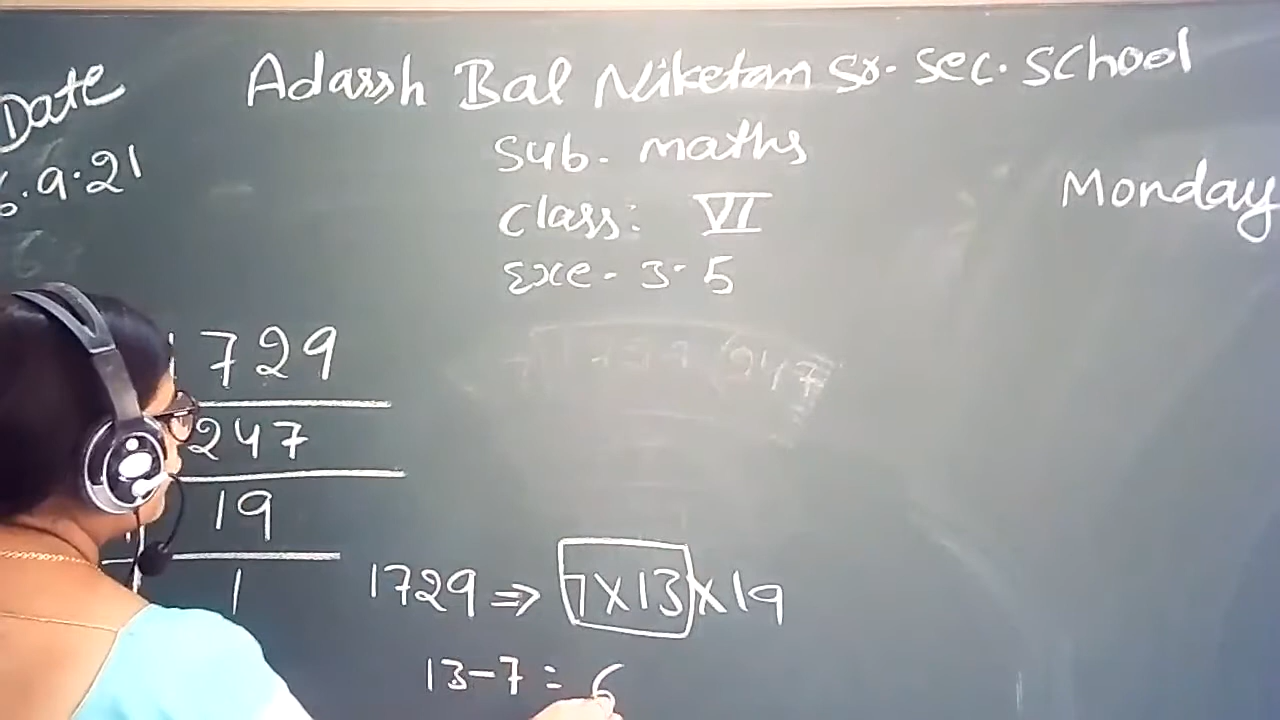 Adarsh Bal Niketan Sr. Sec. School
Date
6.9.21
Sub. maths
Monday
Class: VI
Exe - 3.5
1729
247
19
1
1729 ⇒ 7×13×19
13-7 = 6